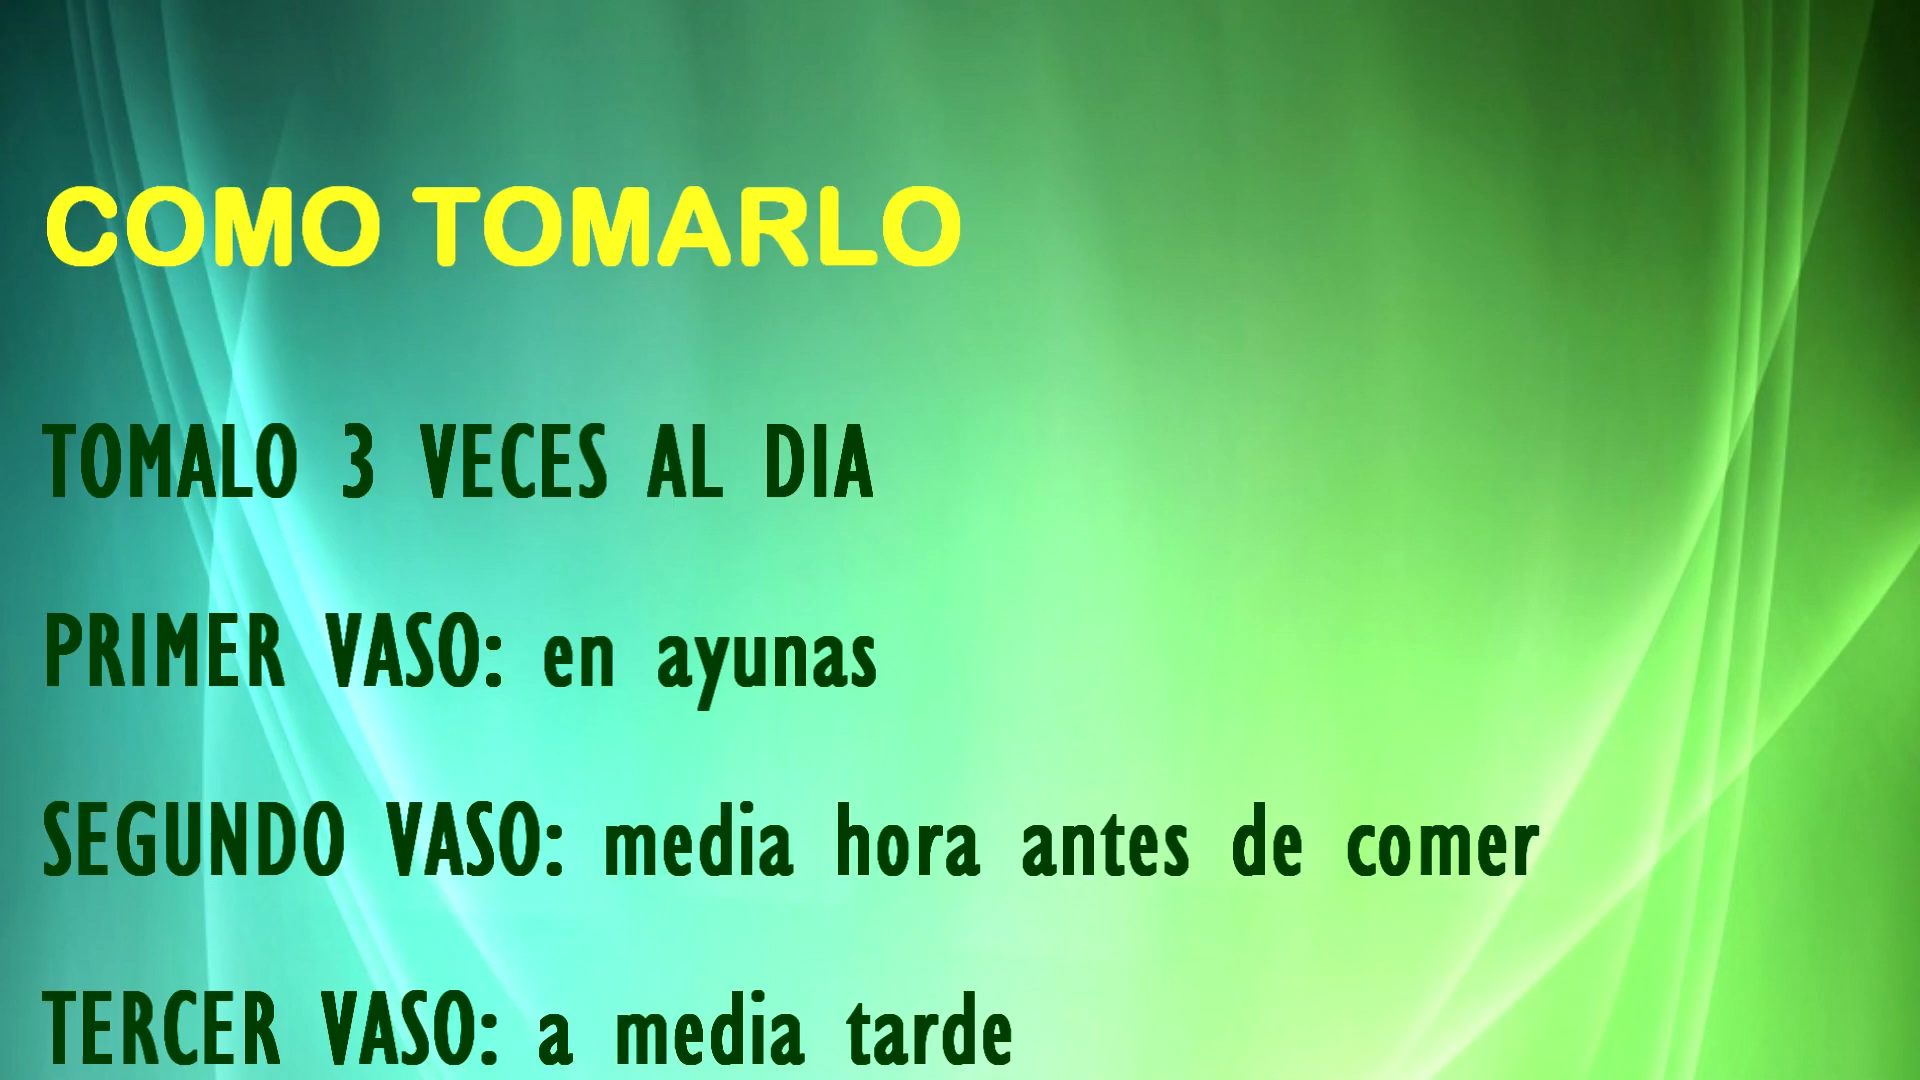 COMO TOMARLO
TOMALO 3 VECES AL DIA
PRIMER VASO: en ayunas
SEGUNDO VASO: media hora antes de comer
TERCER VASO: a media tarde